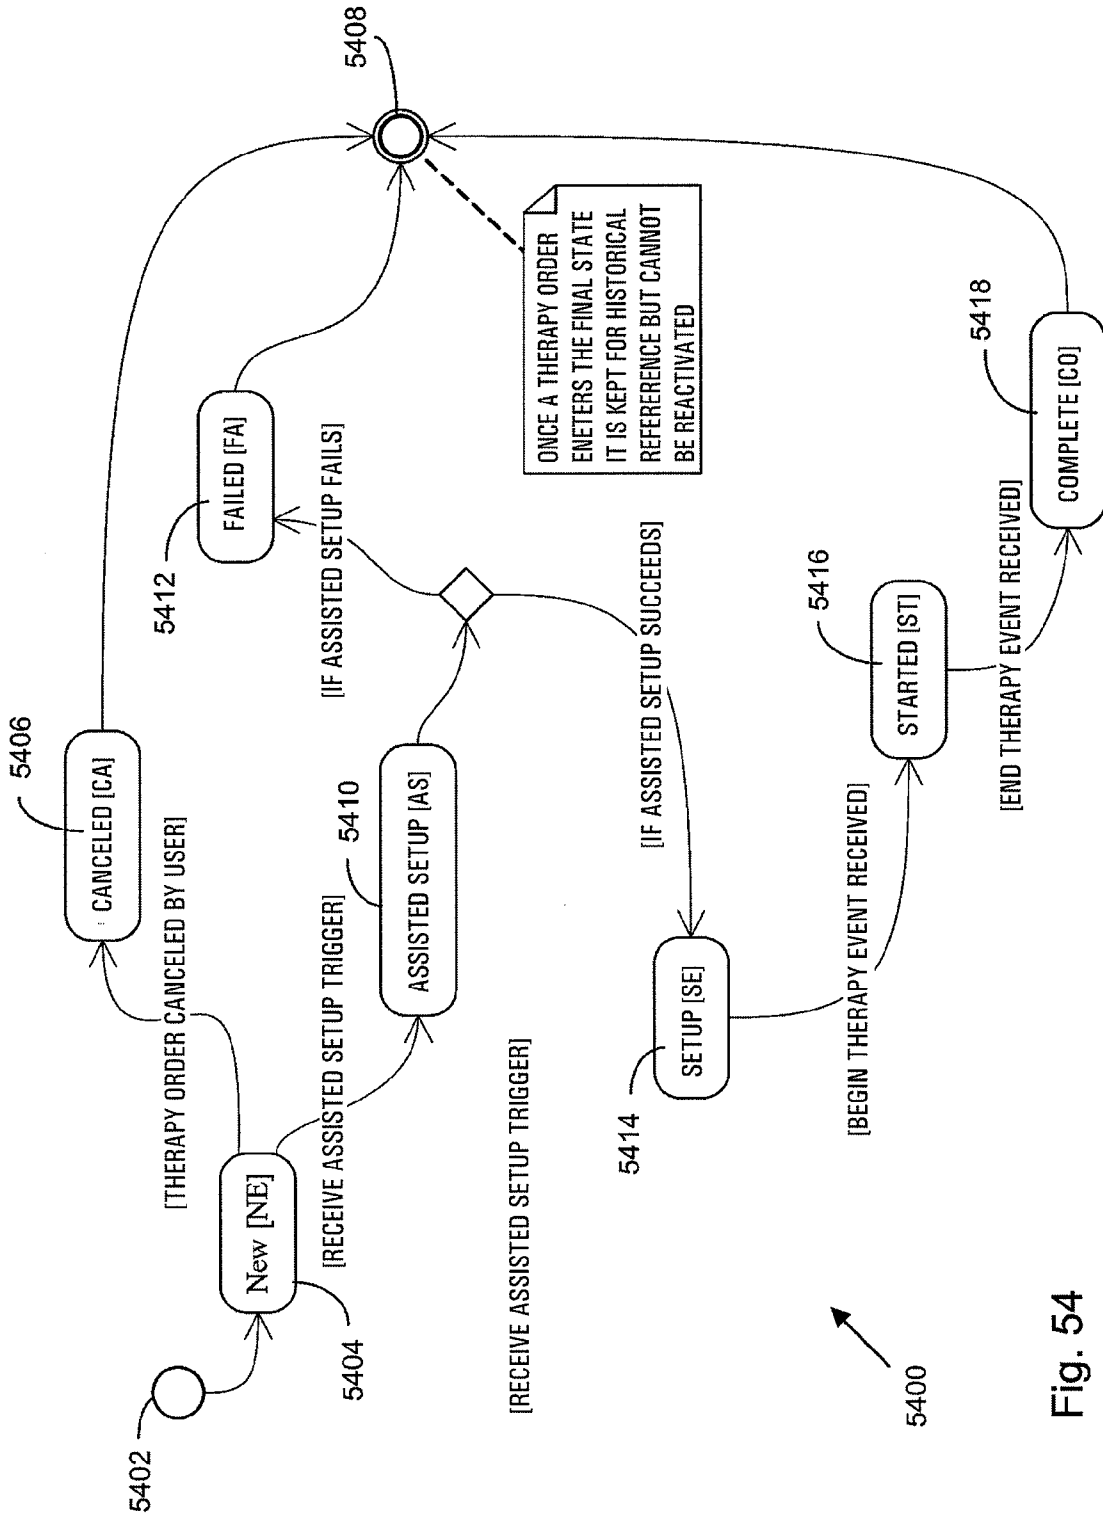 5402
New [NE]
5404
[THERAPY ORDER CANCELED BY USER]
CANCELED [CA]
5406
[RECEIVE ASSISTED SETUP TRIGGER]
ASSISTED SETUP [AS]
5410
[IF ASSISTED SETUP FAILS]
FAILED [FA]
5412
5408
ONCE A THERAPY ORDER
ENETERS THE FINAL STATE
IT IS KEPT FOR HISTORICAL
REFERERENCE BUT CANNOT
BE REACTIVATED
[RECEIVE ASSISTED SETUP TRIGGER]
[IF ASSISTED SETUP SUCCEEDS]
SETUP [SE]
5414
[BEGIN THERAPY EVENT RECEIVED]
STARTED [ST]
5416
[END THERAPY EVENT RECEIVED]
COMPLETE [CO]
5418
5400
Fig. 54